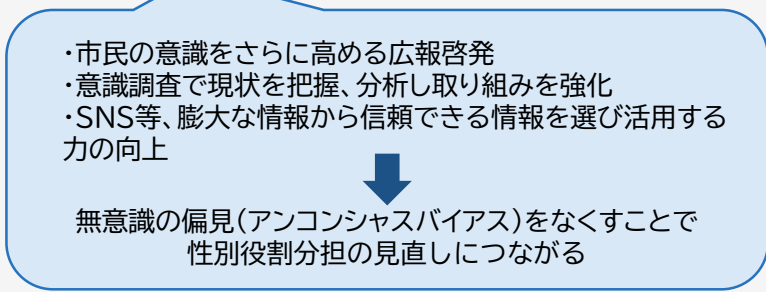 ・市民の意識をさらに高める広報啓発
・意識調査で現状を把握、分析し取り組みを強化
・SNS等、膨大な情報から信頼できる情報を選び活用する
力の向上
無意識の偏見(アンコンシャスバイアス)をなくすことで
性別役割分担の見直しにつながる